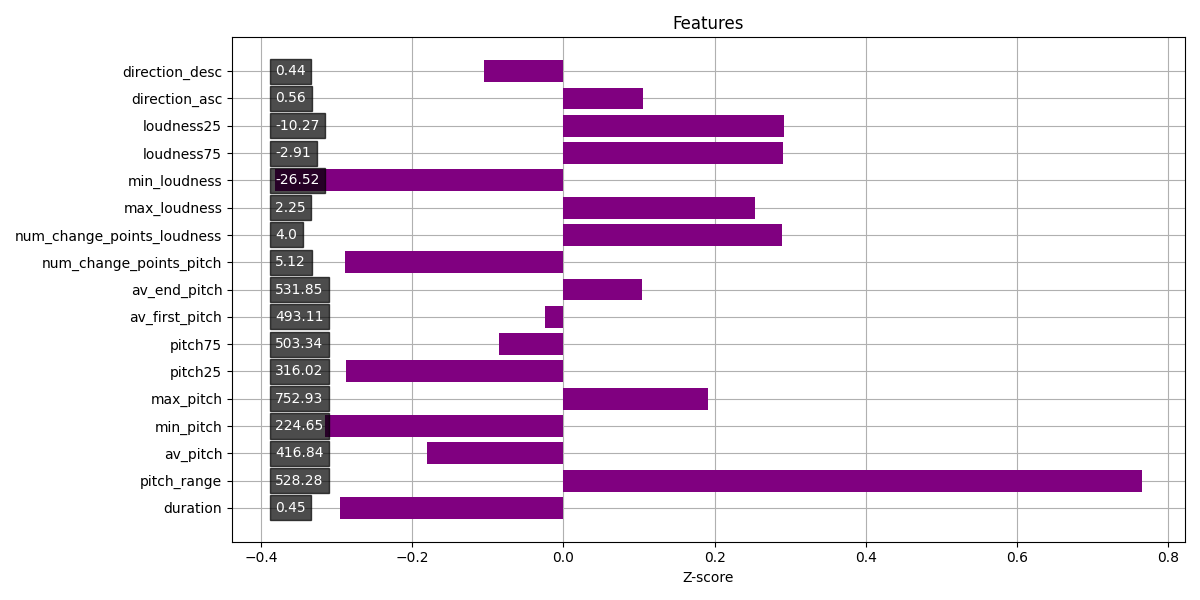 Features
direction_desc 0.44
direction_asc 0.56
loudness25 -10.27
loudness75 -2.91
min_loudness -26.52
max_loudness 2.25
num_change_points_loudness 4.0
num_change_points_pitch 5.12
av_end_pitch 531.85
av_first_pitch 493.11
pitch75 503.34
pitch25 316.02
max_pitch 752.93
min_pitch 224.65
av_pitch 416.84
pitch_range 528.28
duration 0.45
−0.4 −0.2 0.0 0.2 0.4 0.6 0.8
Z-score